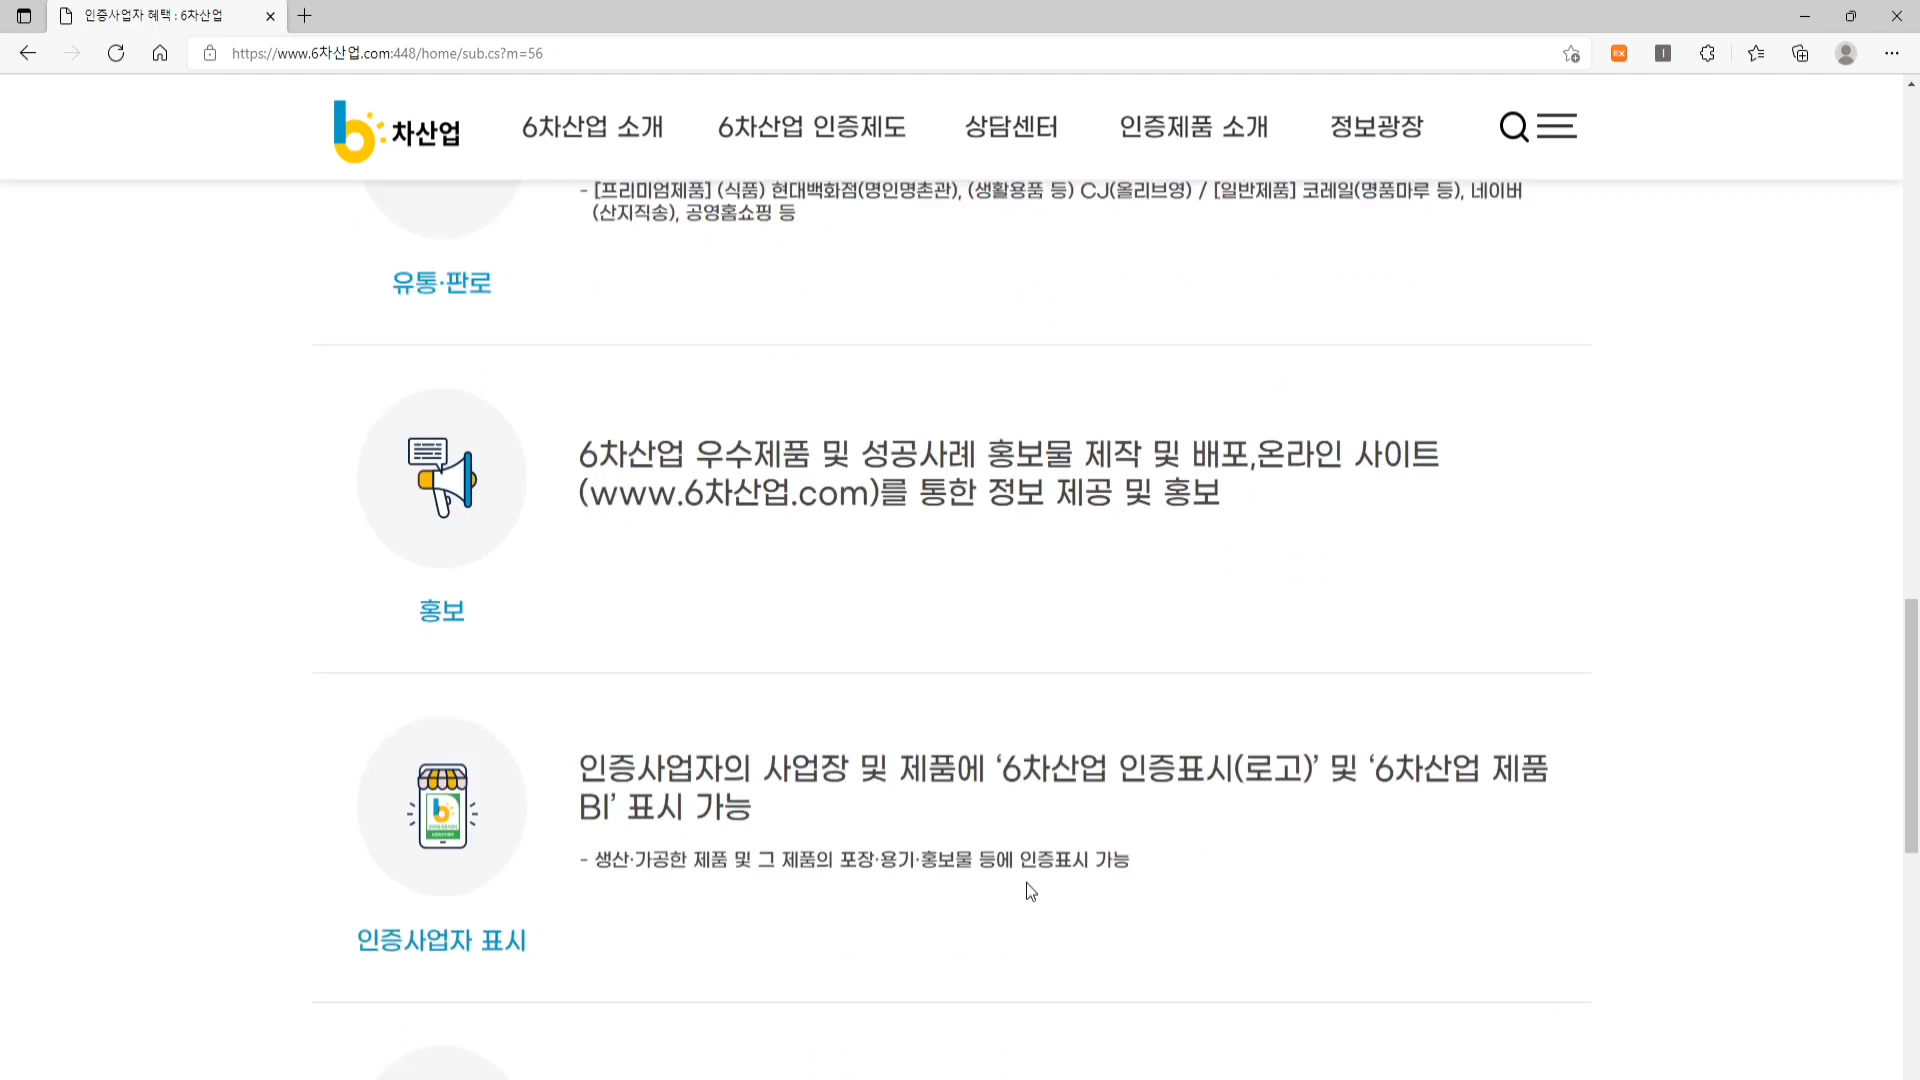 인증사업자 혜택 : 6차산업
https://www.6차산업.com:448/home/sub.cs?m=56
차산업
6차산업 소개
6차산업 인증제도
상담센터
인증제품 소개
정보광장
- [프리미엄제품] (식품) 현대백화점(명인명촌관), (생활용품 등) CJ(올리브영) / [일반제품] 코레일(명품마루 등), 네이버
(산지직송), 공영홈쇼핑 등
유통·판로
6차산업 우수제품 및 성공사례 홍보물 제작 및 배포,온라인 사이트
(www.6차산업.com)를 통한 정보 제공 및 홍보
홍보
인증사업자의 사업장 및 제품에 ‘6차산업 인증표시(로고)’ 및 ‘6차산업 제품
BI’ 표시 가능
- 생산·가공한 제품 및 그 제품의 포장·용기·홍보물 등에 인증표시 가능
인증사업자 표시